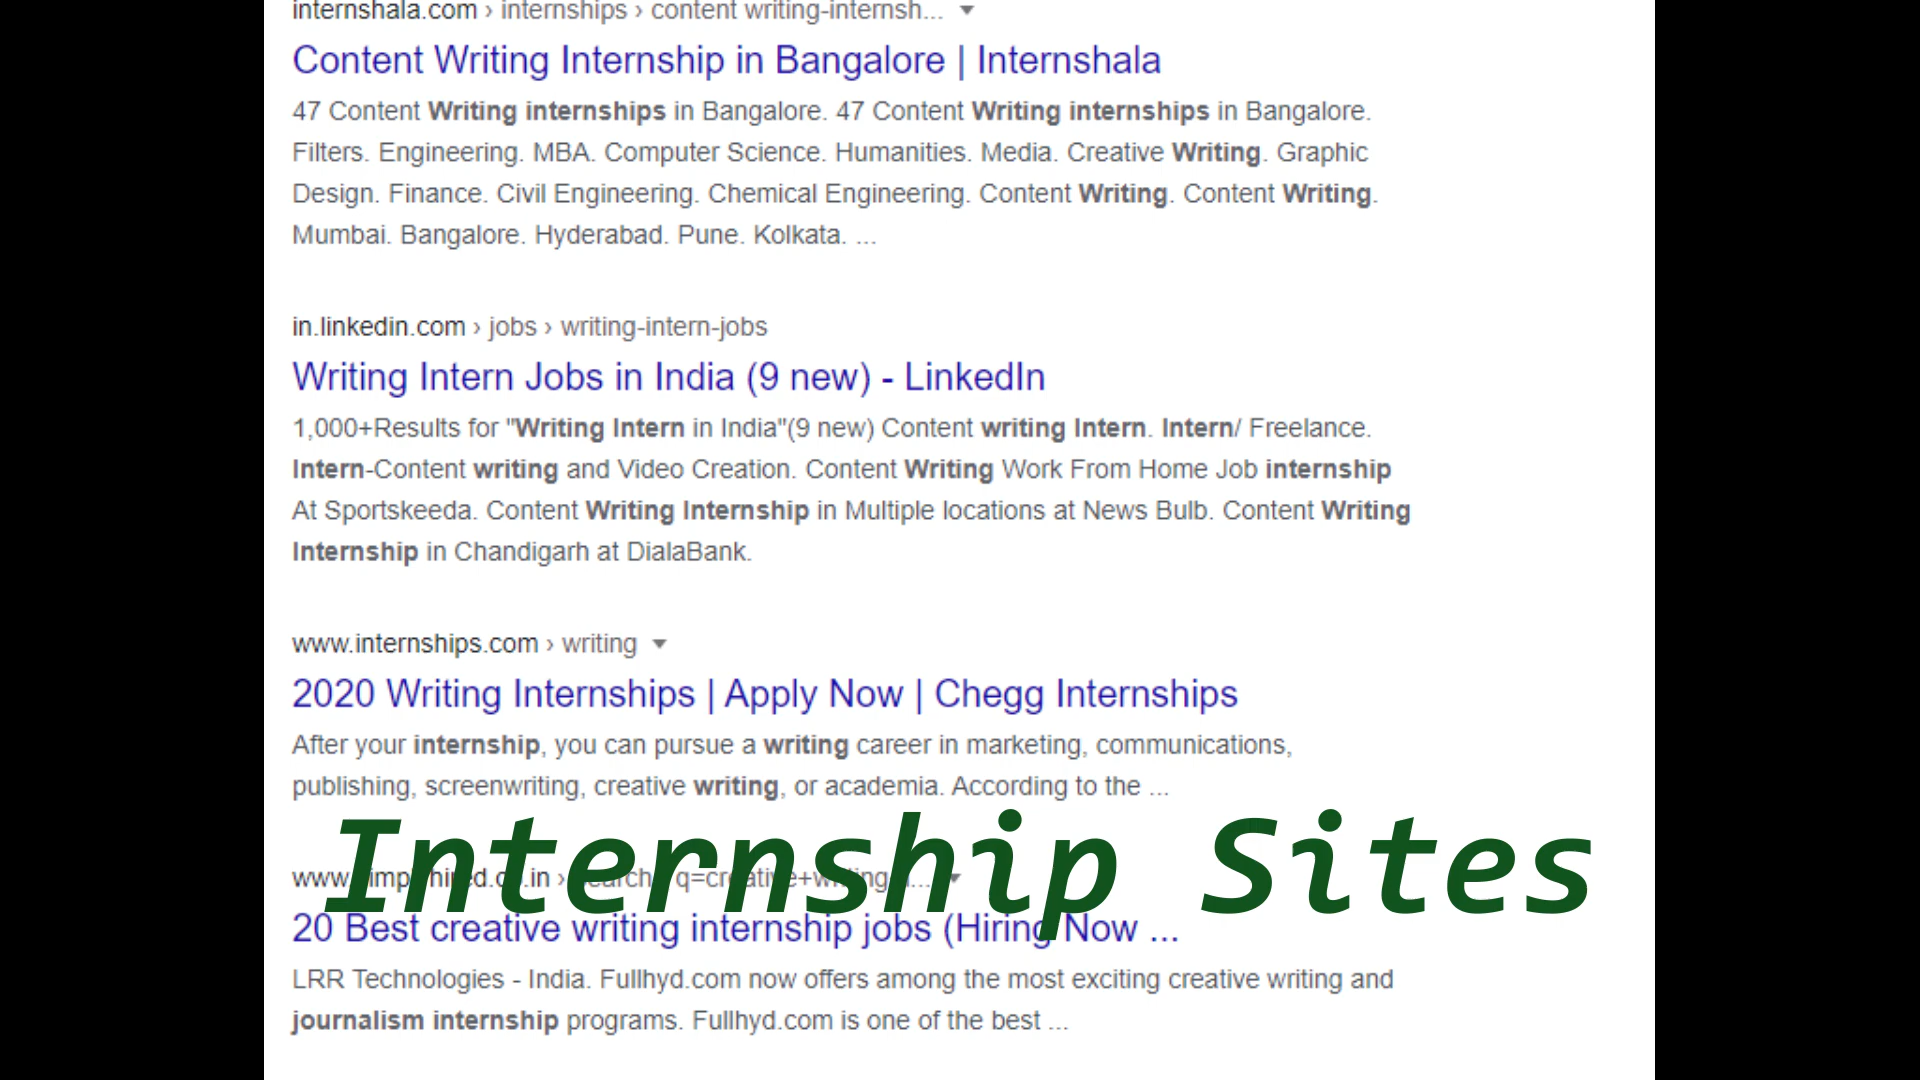 internshala.com › internships › content writing-internsh...
Content Writing Internship in Bangalore | Internshala
47 Content Writing internships in Bangalore. 47 Content Writing internships in Bangalore.
Filters. Engineering. MBA. Computer Science. Humanities. Media. Creative Writing. Graphic
Design. Finance. Civil Engineering. Chemical Engineering. Content Writing. Content Writing.
Mumbai. Bangalore. Hyderabad. Pune. Kolkata. ...
in.linkedin.com › jobs › writing-intern-jobs
Writing Intern Jobs in India (9 new) - LinkedIn
1,000+Results for "Writing Intern in India"(9 new) Content writing Intern. Intern/ Freelance.
Intern-Content writing and Video Creation. Content Writing Work From Home Job internship
At Sportskeeda. Content Writing Internship in Multiple locations at News Bulb. Content Writing
Internship in Chandigarh at DialaBank.
www.internships.com › writing
2020 Writing Internships | Apply Now | Chegg Internships
After your internship, you can pursue a writing career in marketing, communications,
publishing, screenwriting, creative writing, or academia. According to the ...
Internship Sites
20 Best creative writing internship jobs (Hiring Now ...
LRR Technologies - India. Fullhyd.com now offers among the most exciting creative writing and
journalism internship programs. Fullhyd.com is one of the best ...